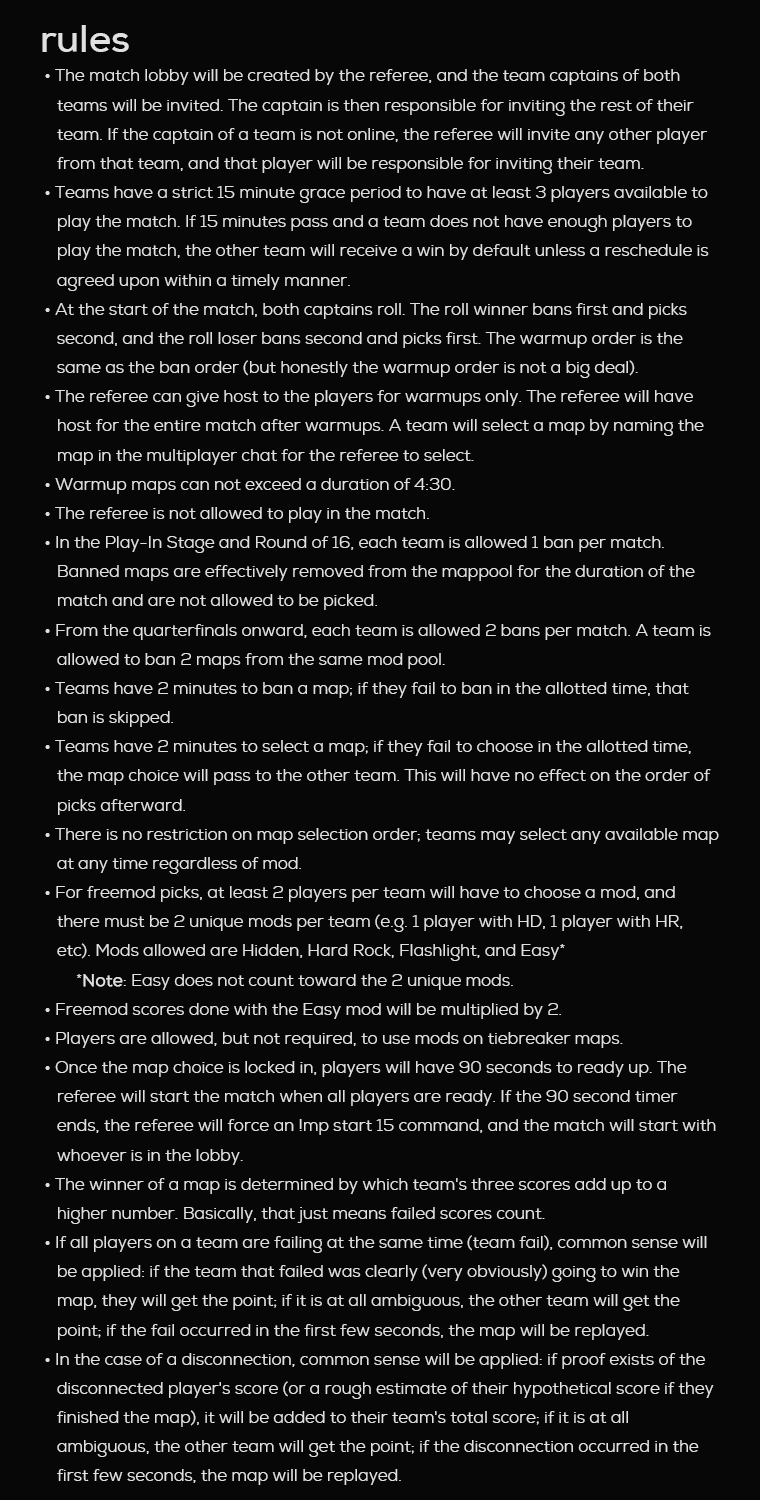 rules
• The match lobby will be created by the referee, and the team captains of both
teams will be invited. The captain is then responsible for inviting the rest of their
team. If the captain of a team is not online, the referee will invite any other player
from that team, and that player will be responsible for inviting their team.
• Teams have a strict 15 minute grace period to have at least 3 players available to
play the match. If 15 minutes pass and a team does not have enough players to
play the match, the other team will receive a win by default unless a reschedule is
agreed upon within a timely manner.
• At the start of the match, both captains roll. The roll winner bans first and picks
second, and the roll loser bans second and picks first. The warmup order is the
same as the ban order (but honestly the warmup order is not a big deal).
• The referee can give host to the players for warmups only. The referee will have
host for the entire match after warmups. A team will select a map by naming the
map in the multiplayer chat for the referee to select.
• Warmup maps can not exceed a duration of 4:30.
• The referee is not allowed to play in the match.
• In the Play-In Stage and Round of 16, each team is allowed 1 ban per match.
Banned maps are effectively removed from the mappool for the duration of the
match and are not allowed to be picked.
• From the quarterfinals onward, each team is allowed 2 bans per match. A team is
allowed to ban 2 maps from the same mod pool.
• Teams have 2 minutes to ban a map; if they fail to ban in the allotted time, that
ban is skipped.
• Teams have 2 minutes to select a map; if they fail to choose in the allotted time,
the map choice will pass to the other team. This will have no effect on the order of
picks afterward.
• There is no restriction on map selection order; teams may select any available map
at any time regardless of mod.
• For freemod picks, at least 2 players per team will have to choose a mod, and
there must be 2 unique mods per team (e.g. 1 player with HD, 1 player with HR,
etc). Mods allowed are Hidden, Hard Rock, Flashlight, and Easy*
*Note: Easy does not count toward the 2 unique mods.
• Freemod scores done with the Easy mod will be multiplied by 2.
• Players are allowed, but not required, to use mods on tiebreaker maps.
• Once the map choice is locked in, players will have 90 seconds to ready up. The
referee will start the match when all players are ready. If the 90 second timer
ends, the referee will force an !mp start 15 command, and the match will start with
whoever is in the lobby.
• The winner of a map is determined by which team's three scores add up to a
higher number. Basically, that just means failed scores count.
• If all players on a team are failing at the same time (team fail), common sense will
be applied: if the team that failed was clearly (very obviously) going to win the
map, they will get the point; if it is at all ambiguous, the other team will get the
point; if the fail occurred in the first few seconds, the map will be replayed.
• In the case of a disconnection, common sense will be applied: if proof exists of the
disconnected player's score (or a rough estimate of their hypothetical score if they
finished the map), it will be added to their team's total score; if it is at all
ambiguous, the other team will get the point; if the disconnection occurred in the
first few seconds, the map will be replayed.